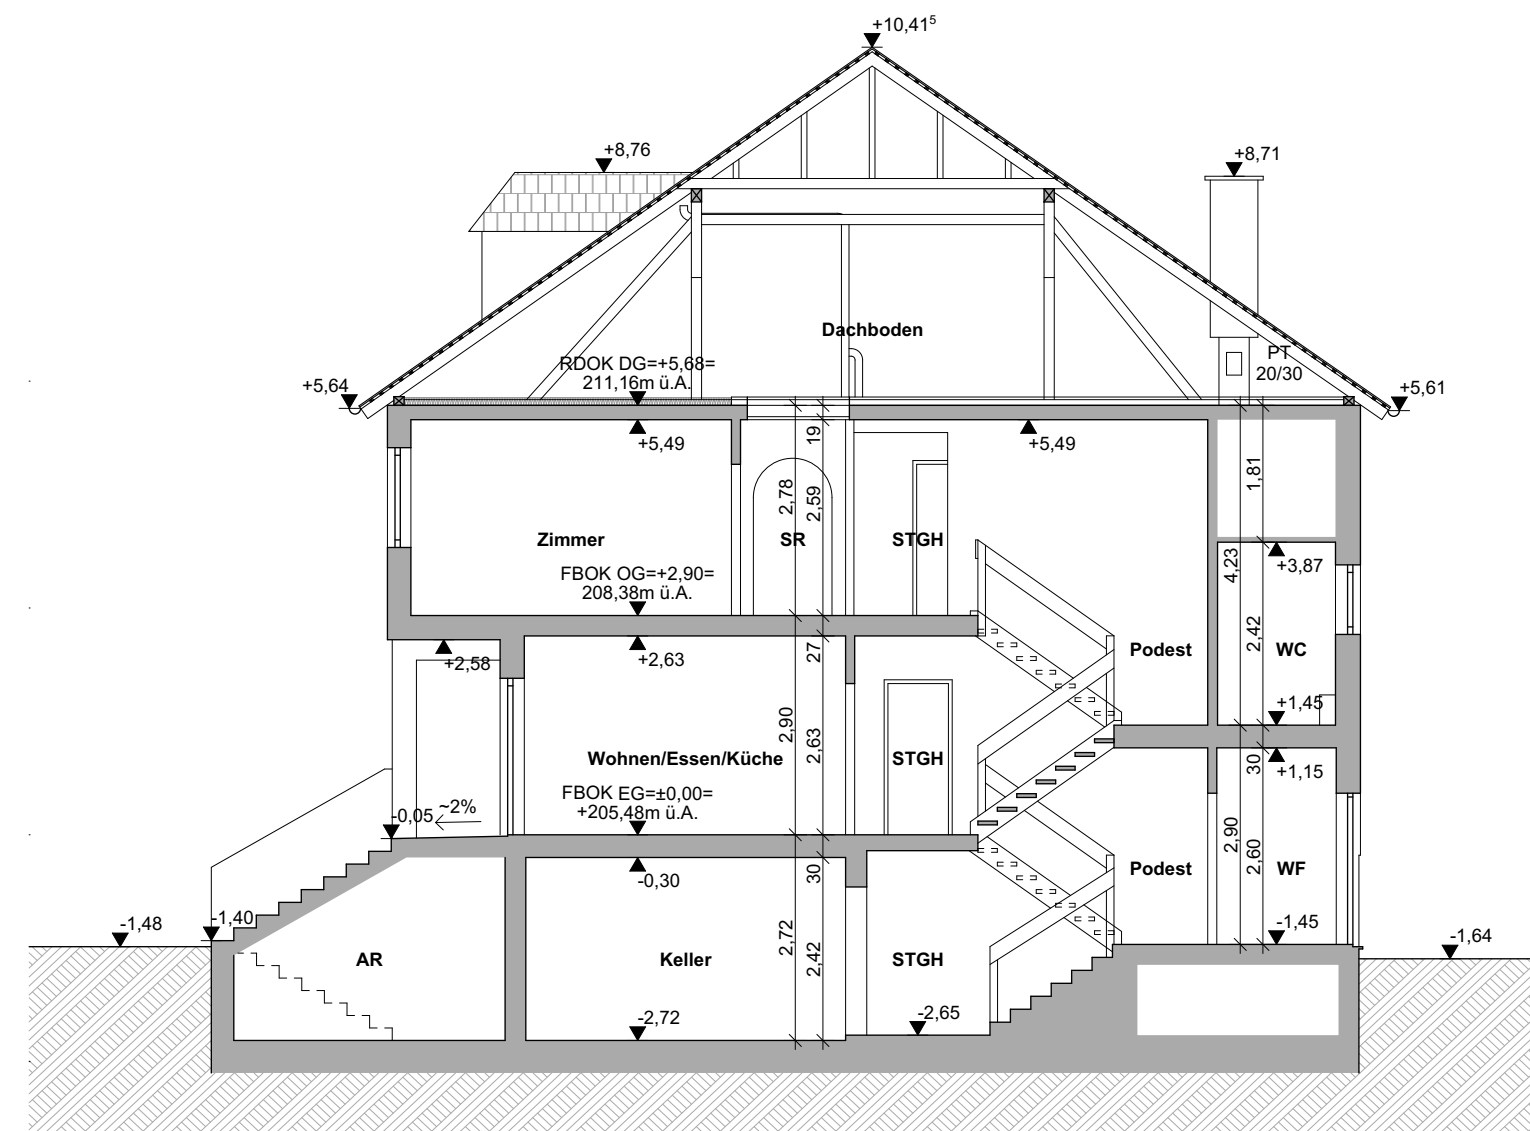 +10,41⁵
+8,76
+8,71
Dachboden
PT
20/30
RDOK DG=+5,68=
211,16m ü.A.
+5,64
+5,61
+5,49
+5,49
19
2,78
2,59
1,81
Zimmer
SR
STGH
4,23
+3,87
FBOK OG=+2,90=
208,38m ü.A.
+2,58
+2,63
27
Podest
2,42
WC
+1,45
2,90
2,63
Wohnen/Essen/Küche
STGH
30
+1,15
FBOK EG=±0,00=
+205,48m ü.A.
-0,05
~2%
2,90
2,60
-0,30
30
Podest
WF
-1,48
-1,40
-1,45
-1,64
2,72
2,42
AR
Keller
STGH
-2,72
-2,65